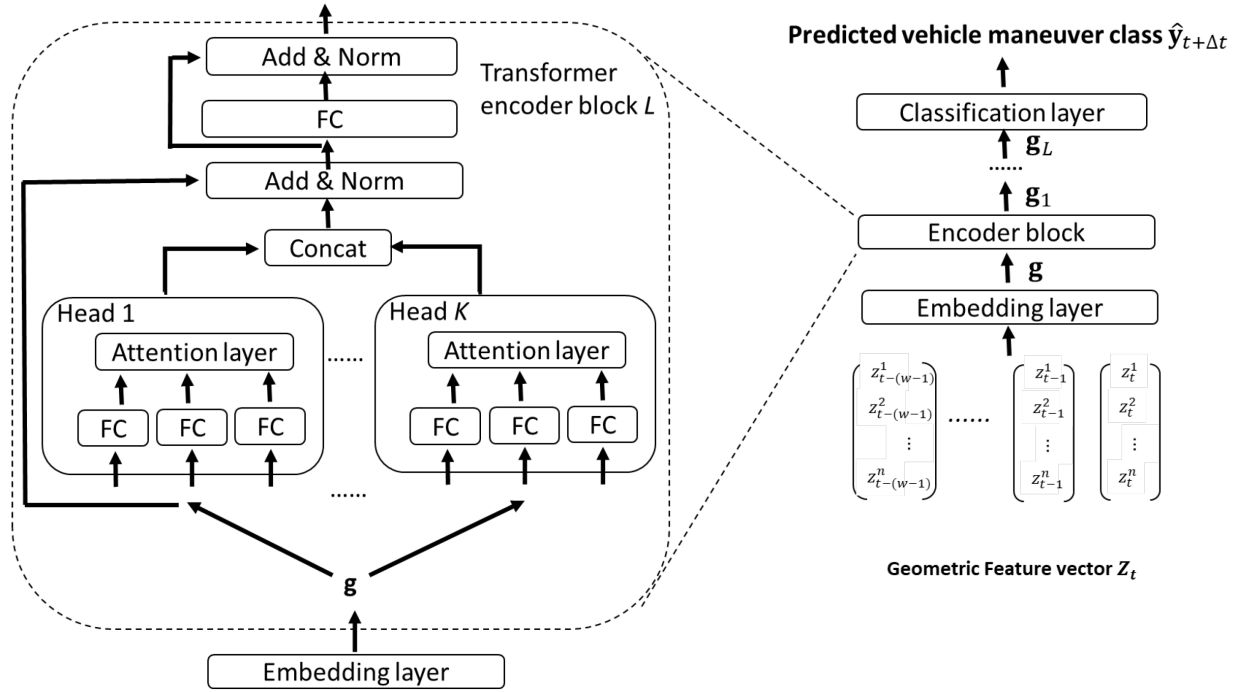 Add & Norm
Transformer
encoder block L
FC
Add & Norm
Concat
Head 1
Attention layer
FC FC FC
......
Head K
Attention layer
FC FC FC
......
g
Embedding layer
Predicted vehicle maneuver class ŷ_{t+Δt}
Classification layer
g_L
......
g_1
Encoder block
g
Embedding layer
z^1_{t-(w-1)} z^1_{t-1} z^1_t
z^2_{t-(w-1)} ...... z^2_{t-1} z^2_t
⋮ ⋮ ⋮
z^n_{t-(w-1)} z^n_{t-1} z^n_t
Geometric Feature vector Z_t